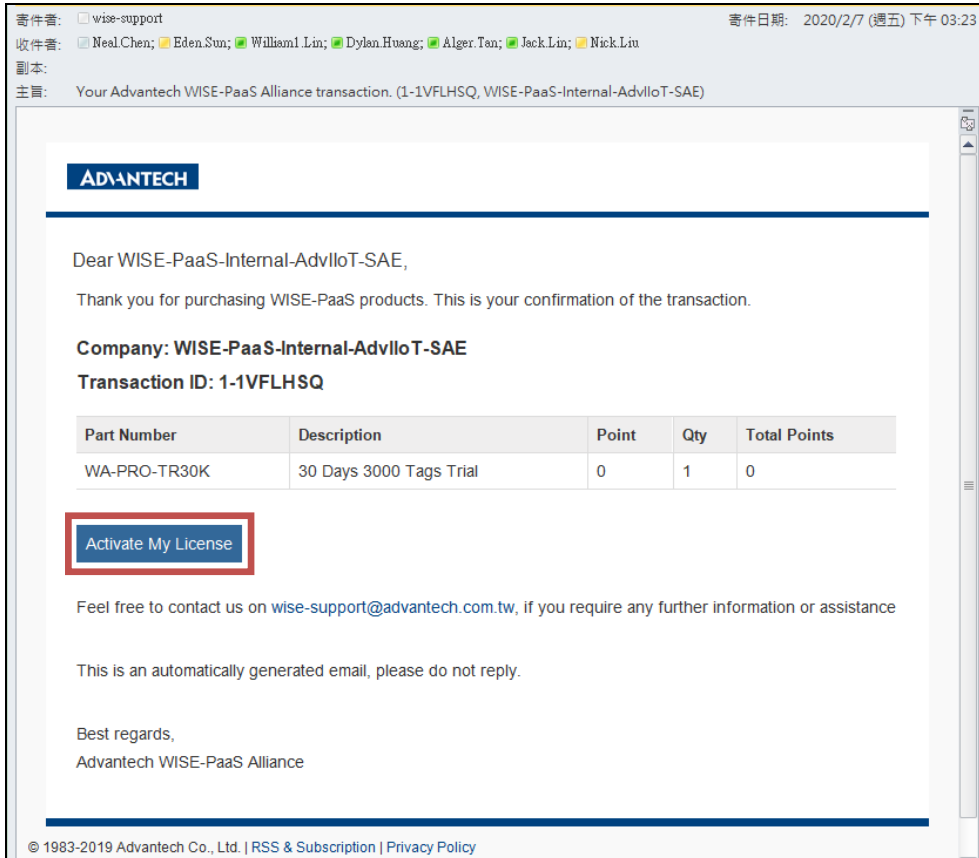 寄件者: wise-support 寄件日期: 2020/2/7 (週五) 下午 03:23
收件者: Neal.Chen; Eden.Sun; William1.Lin; Dylan.Huang; Alger.Tan; Jack.Lin; Nick.Liu
副本:
主旨: Your Advantech WISE-PaaS Alliance transaction. (1-1VFLHSQ, WISE-PaaS-Internal-AdvIIoT-SAE)
ADVANTECH
Dear WISE-PaaS-Internal-AdvIIoT-SAE,
Thank you for purchasing WISE-PaaS products. This is your confirmation of the transaction.
Company: WISE-PaaS-Internal-AdvIIoT-SAE
Transaction ID: 1-1VFLHSQ
Part Number Description Point Qty Total Points
WA-PRO-TR30K 30 Days 3000 Tags Trial 0 1 0
Activate My License
Feel free to contact us on wise-support@advantech.com.tw, if you require any further information or assistance
This is an automatically generated email, please do not reply.
Best regards,
Advantech WISE-PaaS Alliance
© 1983-2019 Advantech Co., Ltd. | RSS & Subscription | Privacy Policy